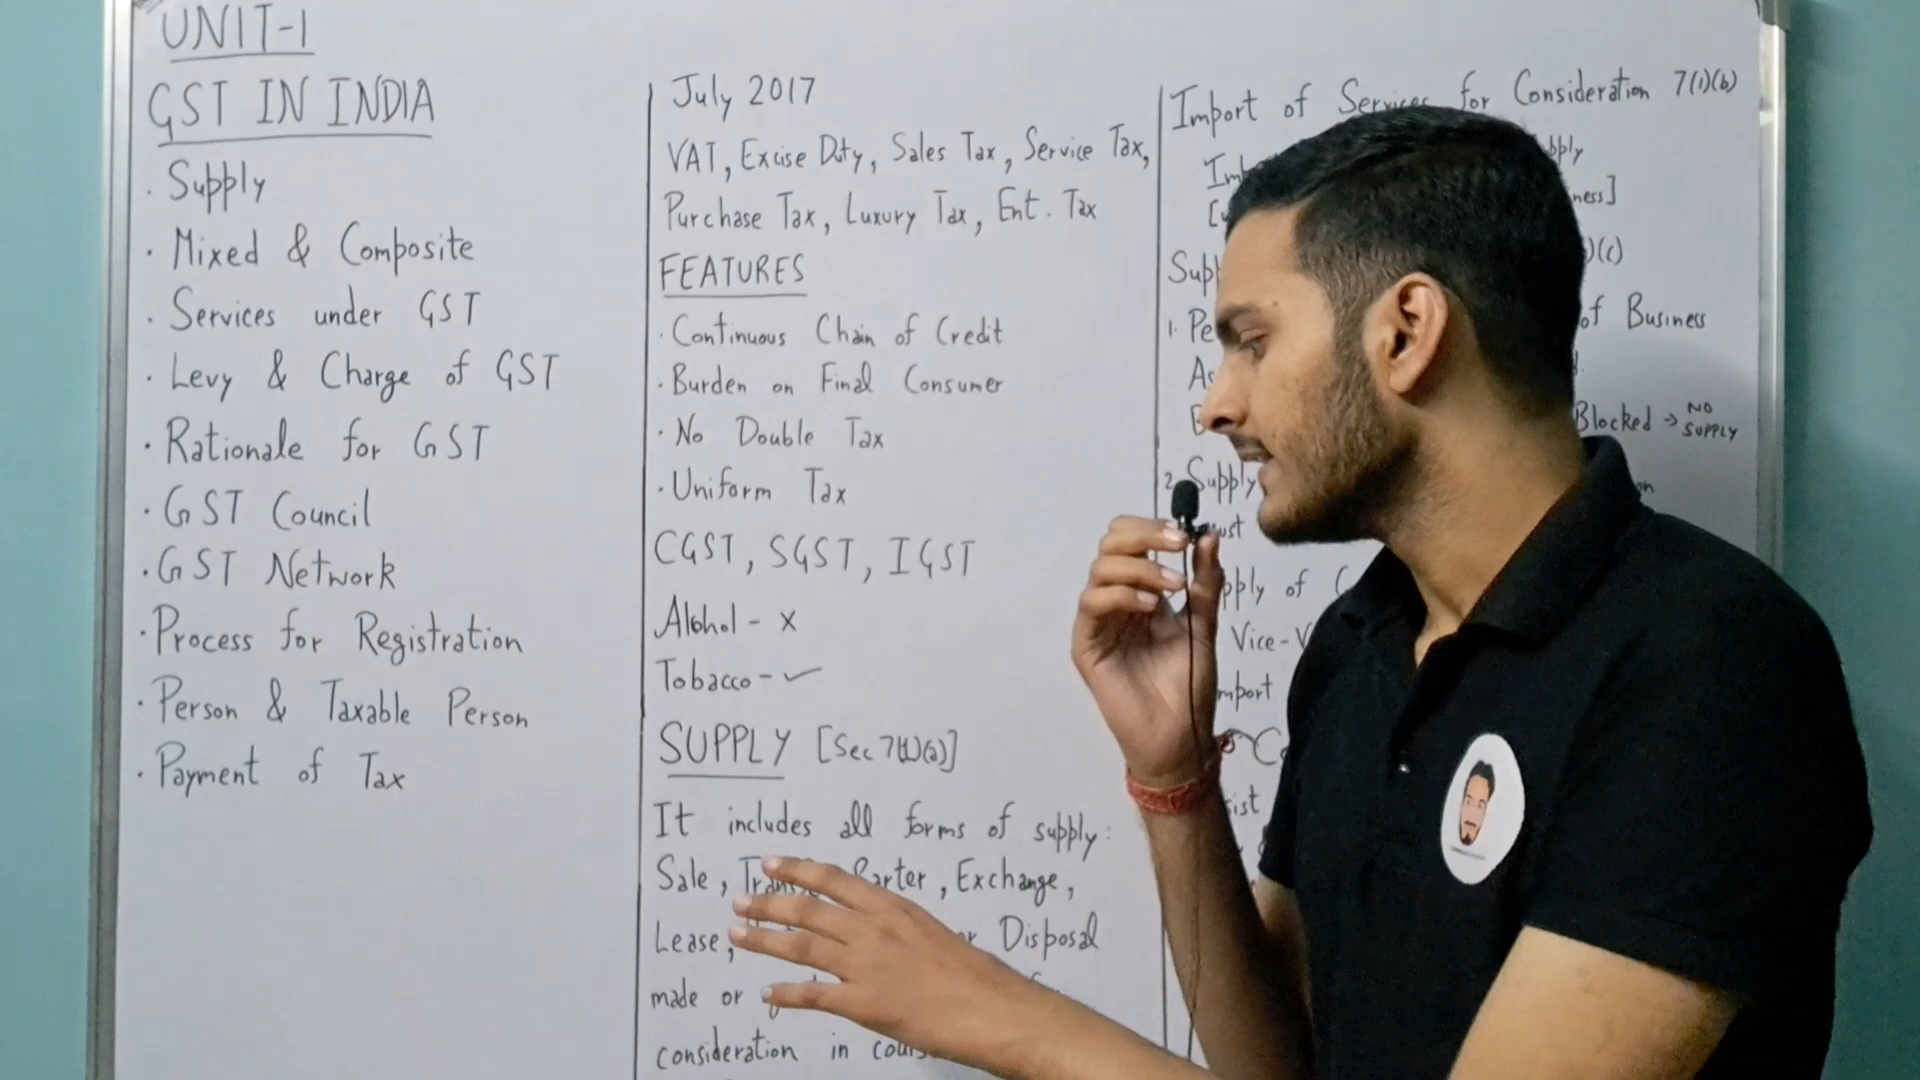 UNIT-1
GST IN INDIA
· Supply
· Mixed & Composite
· Services under GST
· Levy & Charge of GST
· Rationale for GST
· GST Council
· GST Network
· Process for Registration
· Person & Taxable Person
· Payment of Tax
July 2017
VAT, Excise Duty, Sales Tax, Service Tax,
Purchase Tax, Luxury Tax, Ent. Tax
FEATURES
· Continuous Chain of Credit
· Burden on Final Consumer
· No Double Tax
· Uniform Tax
CGST, SGST, IGST
Alcohol - x
Tobacco - ✓
SUPPLY [Sec 7(1)(a)]
It includes all forms of supply:
Sale, Barter, Exchange,
Lease, Disposal
made or
consideration in
Import of Services for Consideration 7(1)(b)
1.
of Business
Blocked → NO SUPPLY
2. Supply
of
Vice-V